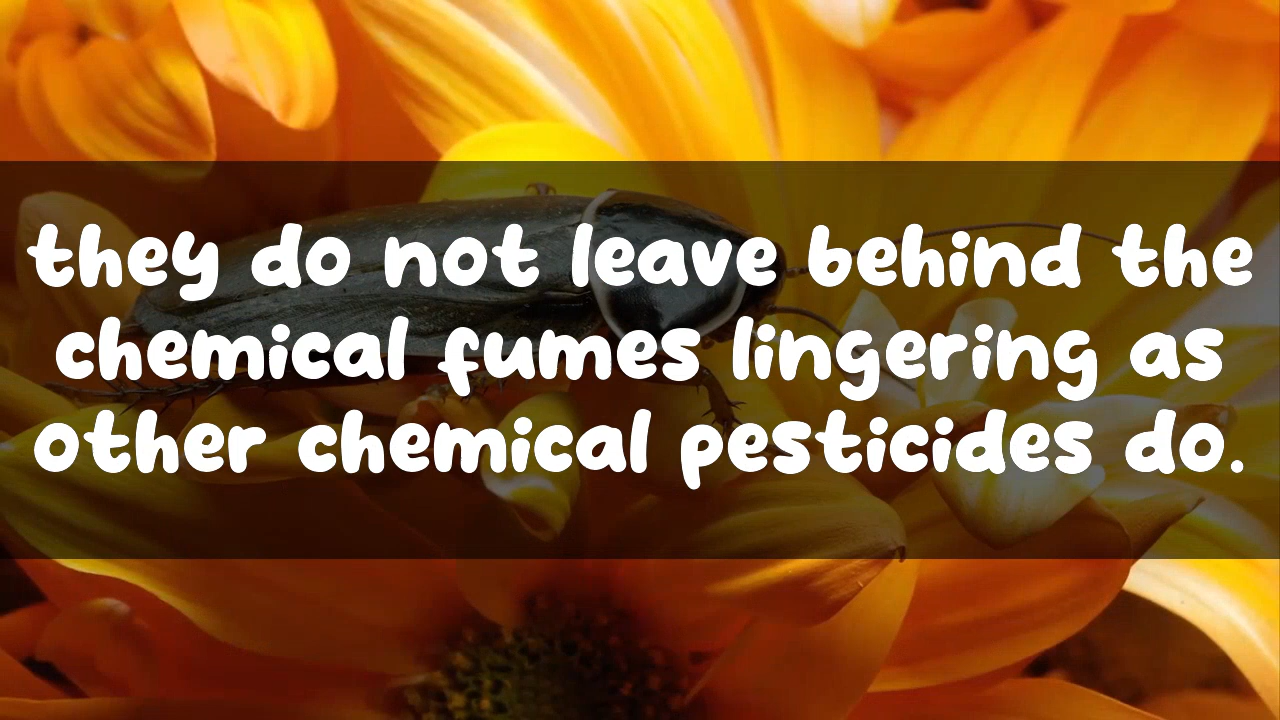 they do not leave behind the
chemical fumes lingering as
other chemical pesticides do.